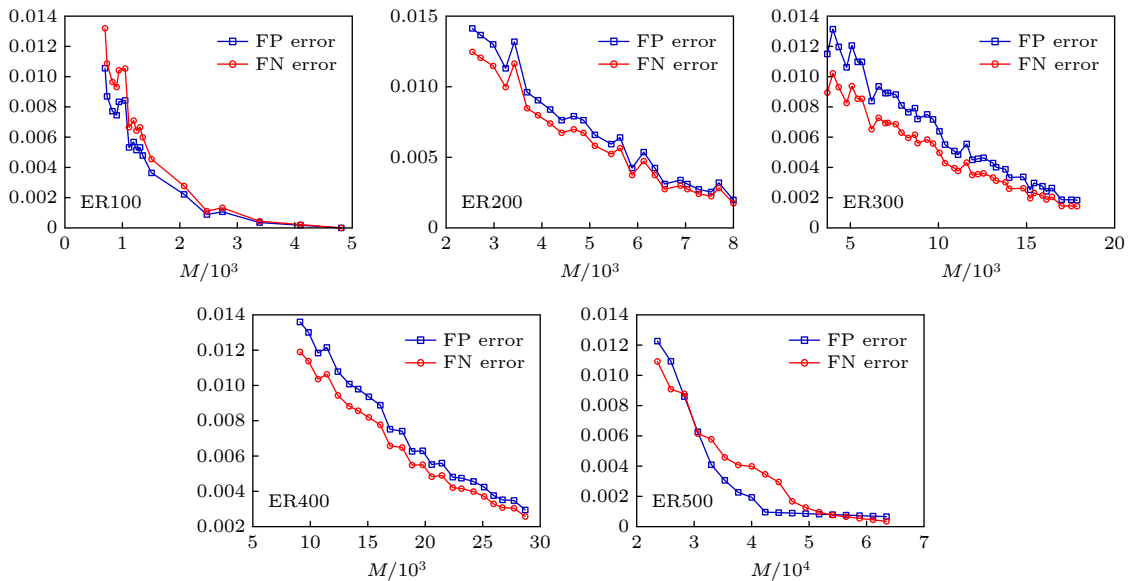 0.014
0.012
0.010
0.008
0.006
0.004
0.002
0
FP error
FN error
ER100
0 1 2 3 4 5
M/10³
0.015
0.010
0.005
0
FP error
FN error
ER200
2 3 4 5 6 7 8
M/10³
0.014
0.012
0.010
0.008
0.006
0.004
0.002
0
FP error
FN error
ER300
5 10 15 20
M/10³
0.014
0.012
0.010
0.008
0.006
0.004
0.002
FP error
FN error
ER400
5 10 15 20 25 30
M/10³
0.014
0.012
0.010
0.008
0.006
0.004
0.002
0
FP error
FN error
ER500
2 3 4 5 6 7
M/10⁴